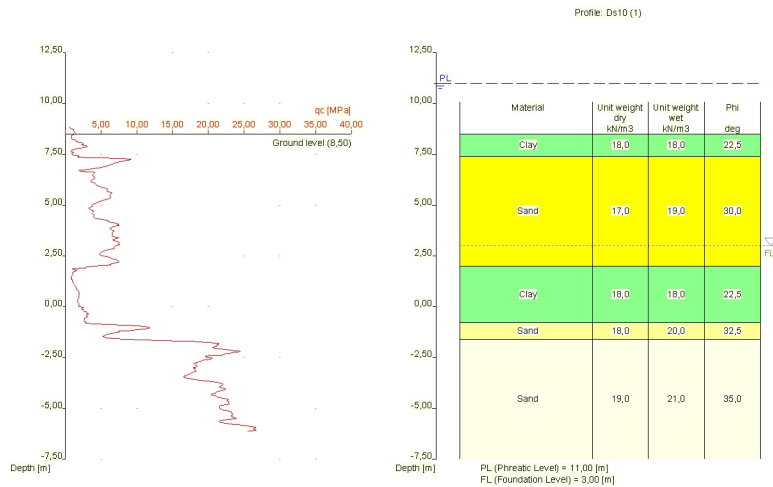 Profile: Ds10 (1)
12,50
10,00
qc [MPa]
5,00 10,00 15,00 20,00 25,00 30,00 35,00 40,00
Ground level (8,50)
7,50
5,00
2,50
0,00
-2,50
-5,00
-7,50
Depth [m]
12,50
PL
10,00
Material Unit weight dry kN/m3 Unit weight wet kN/m3 Phi deg
Clay 18,0 18,0 22,5
7,50
Sand 17,0 19,0 30,0
5,00
FL
2,50
Clay 18,0 18,0 22,5
0,00
Sand 18,0 20,0 32,5
-2,50
Sand 19,0 21,0 35,0
-5,00
-7,50
Depth [m]
PL (Phreatic Level) = 11,00 [m]
FL (Foundation Level) = 3,00 [m]